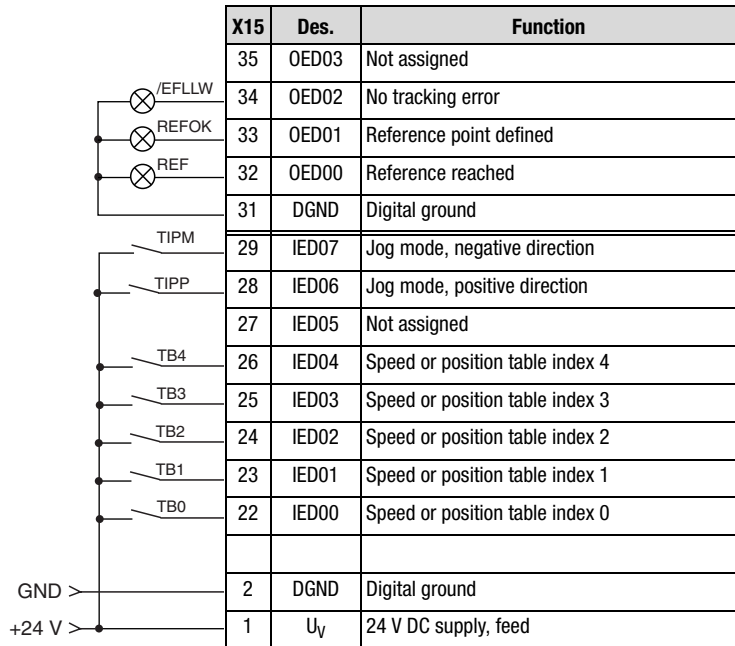 X15 Des. Function
35 OED03 Not assigned
/EFLLW 34 OED02 No tracking error
REFOK 33 OED01 Reference point defined
REF 32 OED00 Reference reached
31 DGND Digital ground
TIPM 29 IED07 Jog mode, negative direction
TIPP 28 IED06 Jog mode, positive direction
27 IED05 Not assigned
TB4 26 IED04 Speed or position table index 4
TB3 25 IED03 Speed or position table index 3
TB2 24 IED02 Speed or position table index 2
TB1 23 IED01 Speed or position table index 1
TB0 22 IED00 Speed or position table index 0
GND 2 DGND Digital ground
+24 V 1 UV 24 V DC supply, feed